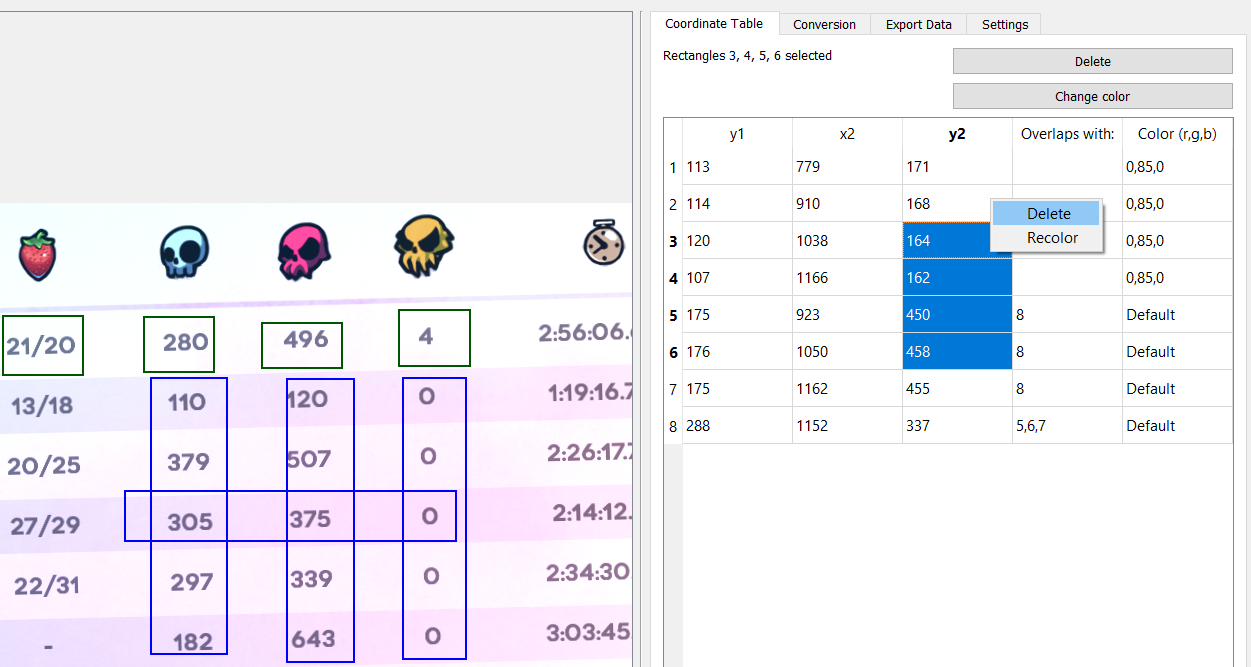 Coordinate Table Conversion Export Data Settings
Rectangles 3, 4, 5, 6 selected
Delete
Change color
y1 x2 y2 Overlaps with: Color (r,g,b)
1 113 779 171 0,85,0
2 114 910 168 0,85,0
3 120 1038 164 0,85,0
4 107 1166 162 0,85,0
5 175 923 450 8 Default
6 176 1050 458 8 Default
7 175 1162 455 8 Default
8 288 1152 337 5,6,7 Default
Delete
Recolor
21/20 280 496 4 2:56:06.
13/18 110 120 0 1:19:16.7
20/25 379 507 0 2:26:17.7
27/29 305 375 0 2:14:12.
22/31 297 339 0 2:34:30
- 182 643 0 3:03:45.